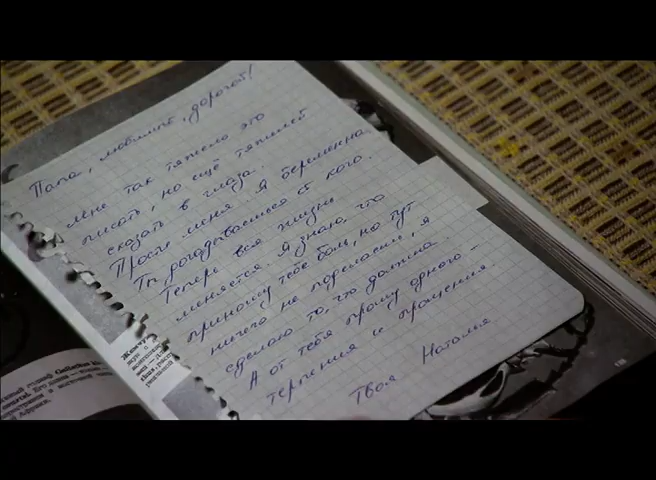 Папа, любимый, дорогой!
мне так тяжело это
писать, но ещё тяжелей
сказать в глаза.
Прости меня. Я беременна.
Ты догадываешься от кого.
Теперь вся жизнь
меняется. Я знаю, что
приношу тебе боль, но тут
ничего не поделаешь, я
сделаю то, что должна.
А от тебя прошу одного -
терпения и прощения
Твоя Наталья